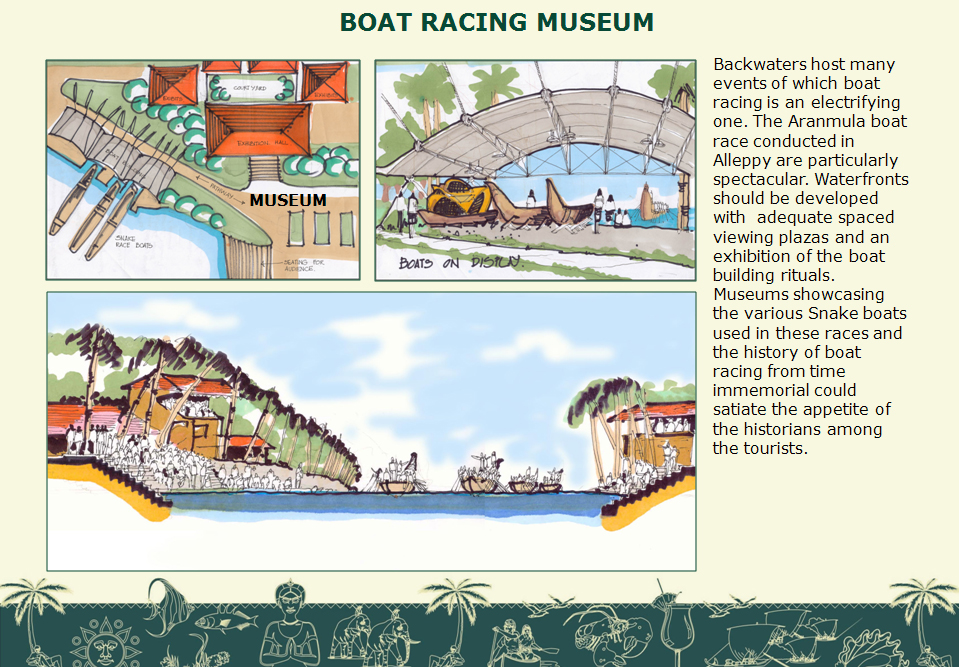 BOAT RACING MUSEUM
EXHIBITS
COURTYARD
EXHIBITS
EXHIBITION HALL
PATHWAY
MUSEUM
SNAKE
RACE BOATS
SEATING FOR
AUDIENCE.
BOATS ON
Backwaters host many
events of which boat
racing is an electrifying
one. The Aranmula boat
race conducted in
Alleppy are particularly
spectacular. Waterfronts
should be developed
with  adequate spaced
viewing plazas and an
exhibition of the boat
building rituals.
Museums showcasing
the various Snake boats
used in these races and
the history of boat
racing from time
immemorial could
satiate the appetite of
the historians among
the tourists.